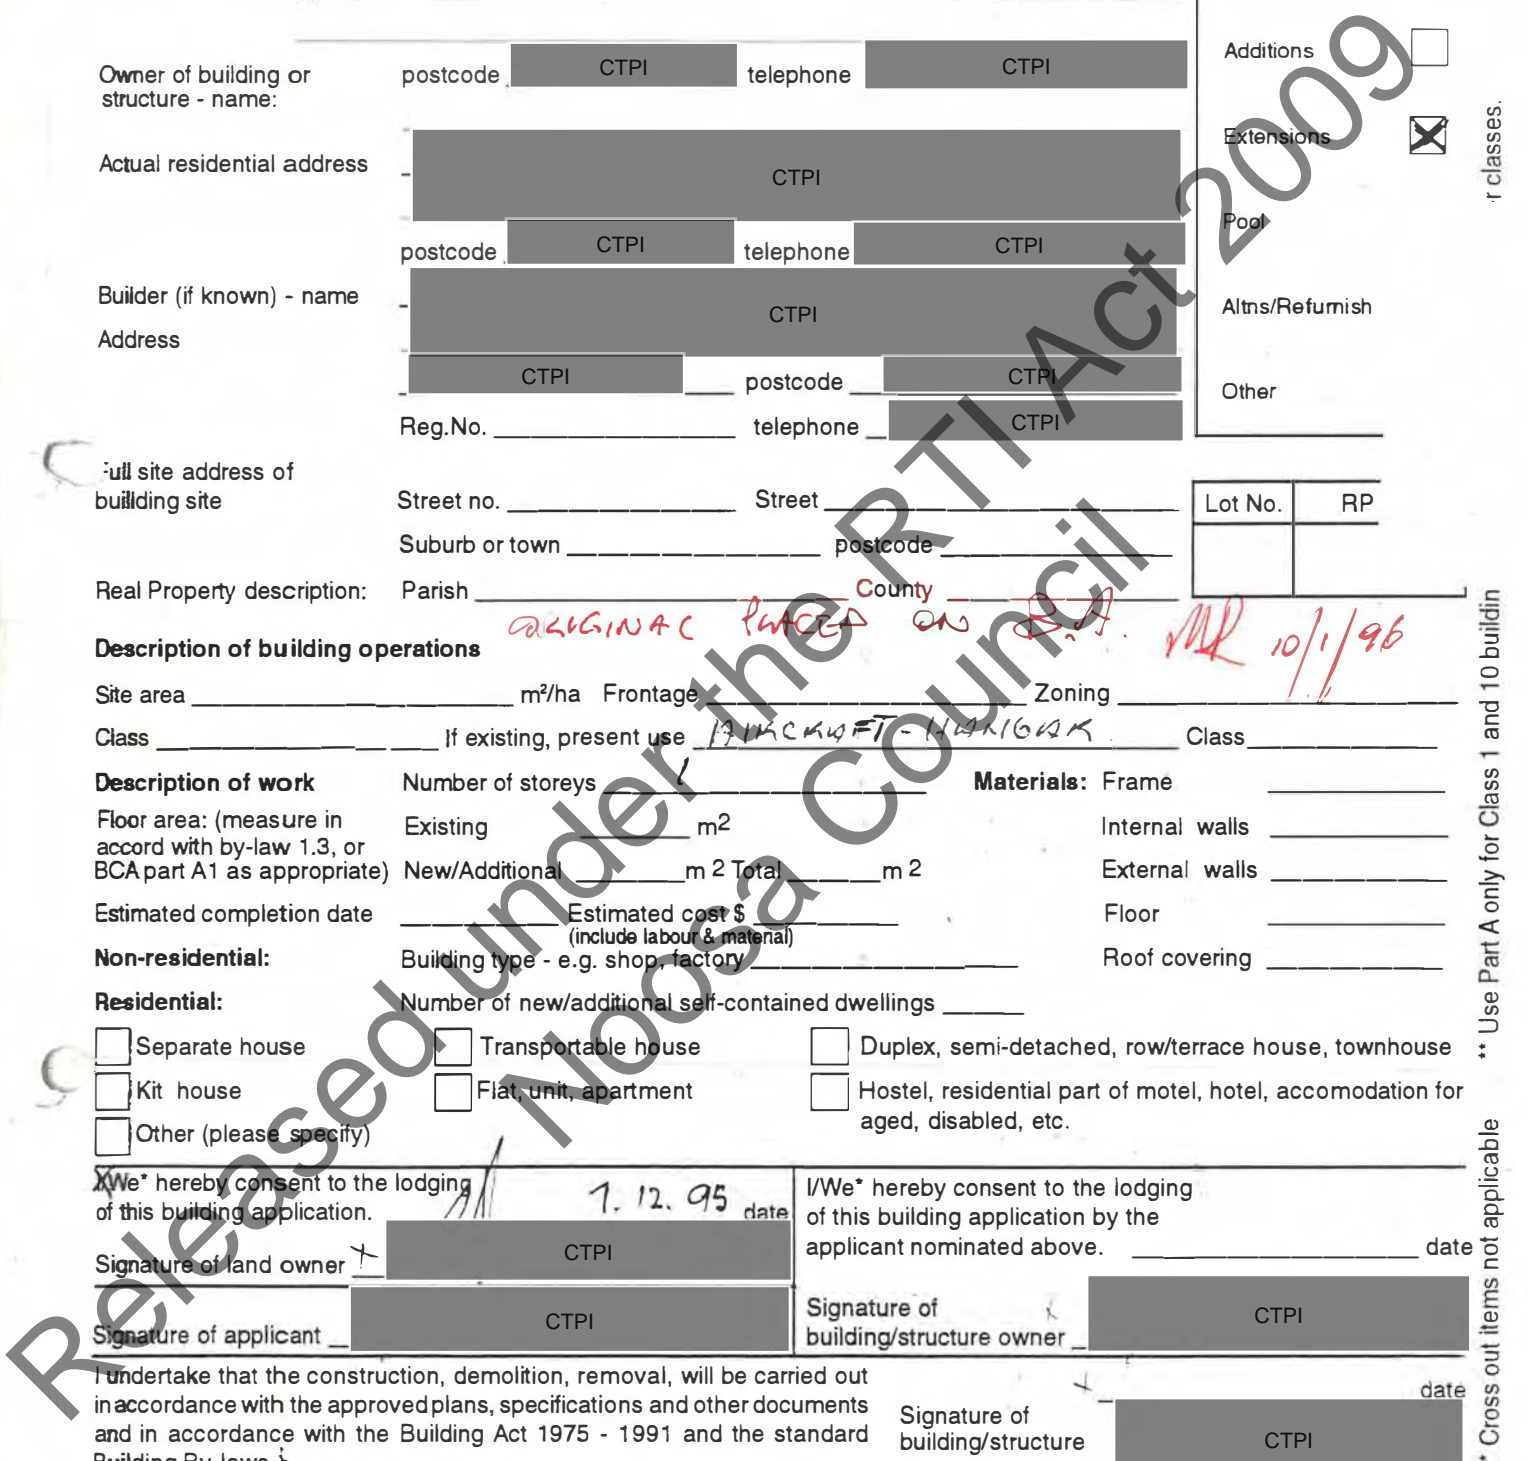 Additions
Owner of building or structure - name:
postcode CTPI telephone CTPI
Extensions
r classes.
Actual residential address
CTPI
Pool
postcode CTPI telephone CTPI
Builder (if known) - name
CTPI
Altns/Refurnish
Address
CTPI postcode CTPI
Other
Reg.No. telephone CTPI
Full site address of
building site
Street no. Street
Lot No. RP
Suburb or town postcode
Real Property description: Parish County
ORIGINAL PLACED ON B.A. MR 10/1/96
Description of building operations
Site area m²/ha Frontage Zoning
Class If existing, present use AIRCRAFT - HANGAR Class
Description of work Number of storeys 1 Materials: Frame
Floor area: (measure in
accord with by-law 1.3, or
BCA part A1 as appropriate)
Existing m2 Internal walls
New/Additional m 2 Total m 2 External walls
Estimated completion date Estimated cost $ Floor
(include labour & material)
Non-residential: Building type - e.g. shop, factory Roof covering
Residential: Number of new/additional self-contained dwellings
Separate house Transportable house Duplex, semi-detached, row/terrace house, townhouse
Kit house Flat, unit, apartment Hostel, residential part of motel, hotel, accomodation for
aged, disabled, etc.
Other (please specify)
** Use Part A only for Class 1 and 10 buildin
* Cross out items not applicable
I/We* hereby consent to the lodging
of this building application.
1.12.95 date
Signature of land owner x CTPI
Signature of applicant CTPI
I/We* hereby consent to the lodging
of this building application by the
applicant nominated above. date
Signature of
building/structure owner CTPI
I undertake that the construction, demolition, removal, will be carried out
in accordance with the approved plans, specifications and other documents
and in accordance with the Building Act 1975 - 1991 and the standard
Building By-laws.
date
Signature of
building/structure CTPI
Released under the RTI Act 2009
Noosa Council